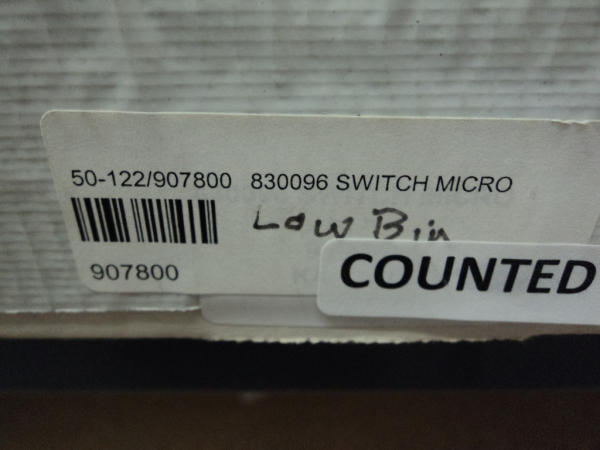 50-122/907800 830096 SWITCH MICRO
Low Bin
907800
COUNTED